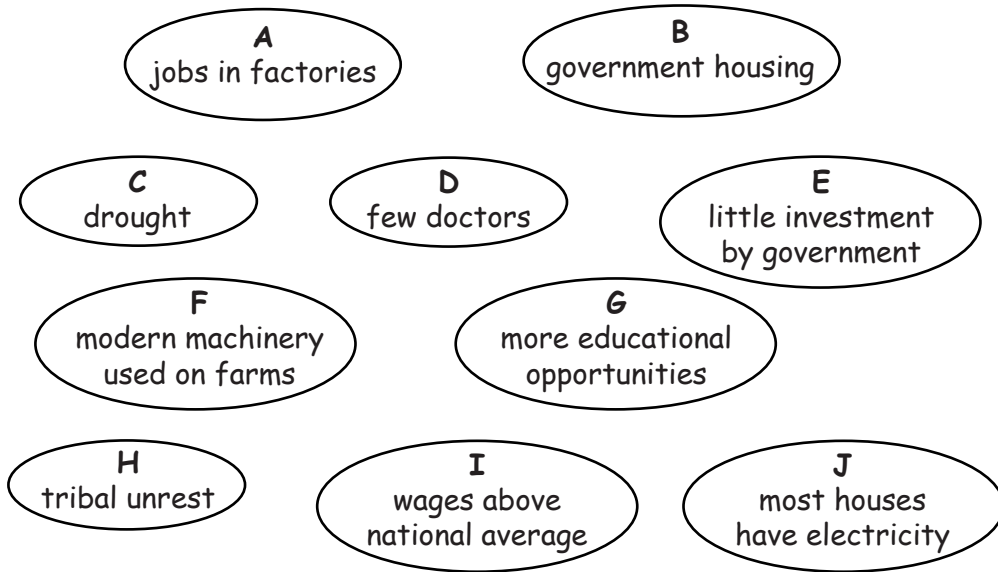 A
jobs in factories
B
government housing
C
drought
D
few doctors
E
little investment
by government
F
modern machinery
used on farms
G
more educational
opportunities
H
tribal unrest
I
wages above
national average
J
most houses
have electricity